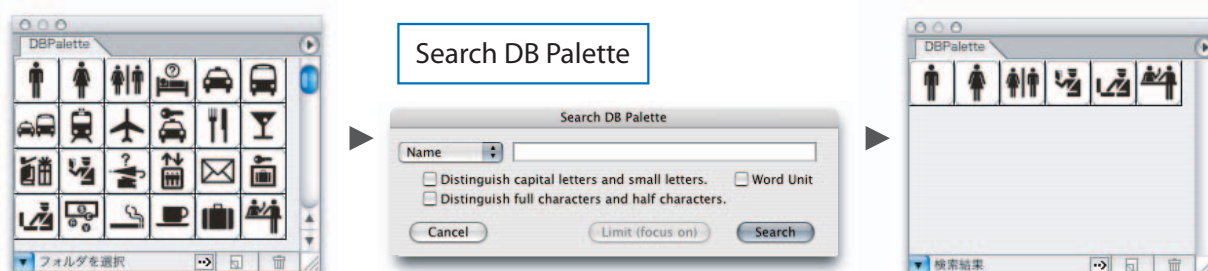 DBPalette
フォルダを選択
Search DB Palette
Search DB Palette
Name
Distinguish capital letters and small letters.
Word Unit
Distinguish full characters and half characters.
Cancel
Limit (focus on)
Search
DBPalette
検索結果